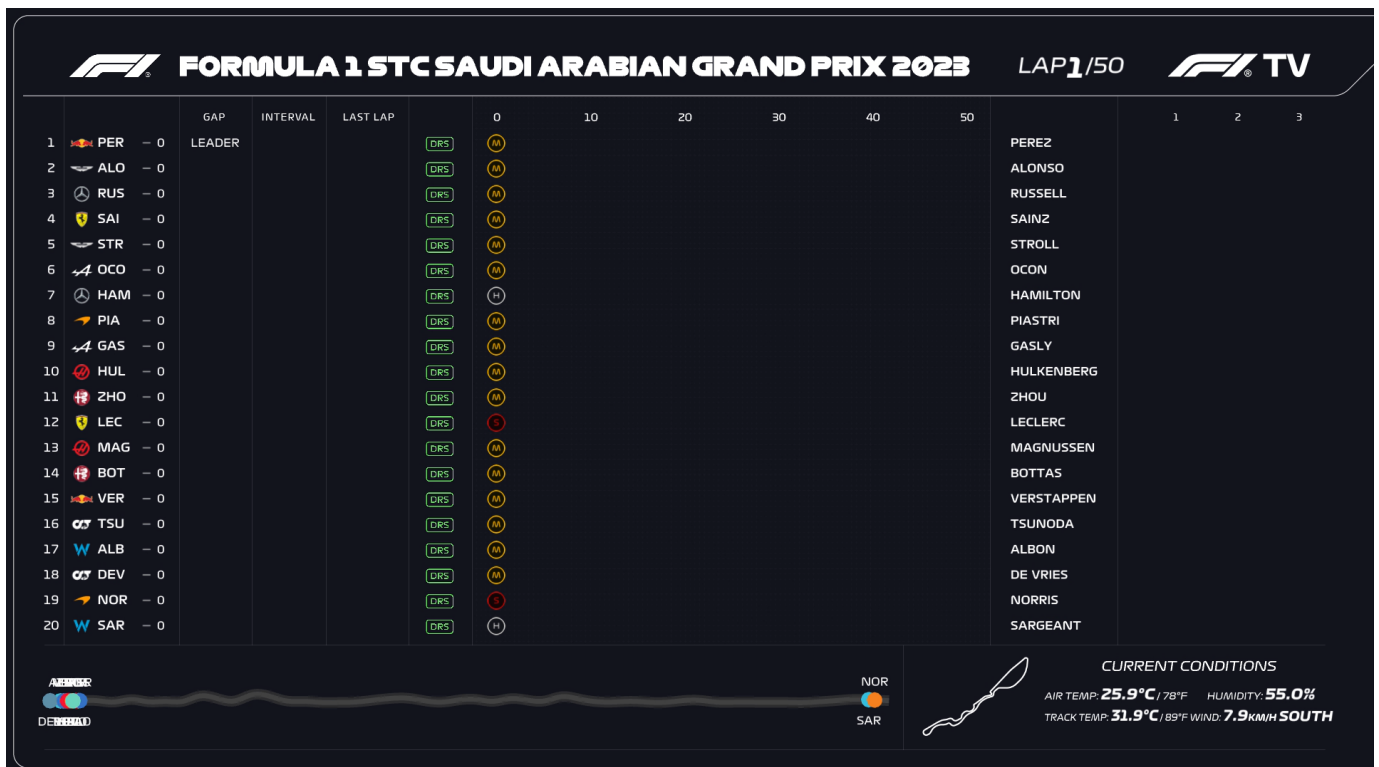 F1 FORMULA 1 STC SAUDI ARABIAN GRAND PRIX 2023 LAP1/50 F1 TV
GAP INTERVAL LAST LAP 0 10 20 30 40 50 1 2 3
1 PER – 0 LEADER DRS M PEREZ
2 ALO – 0 DRS M ALONSO
3 RUS – 0 DRS M RUSSELL
4 SAI – 0 DRS M SAINZ
5 STR – 0 DRS M STROLL
6 OCO – 0 DRS M OCON
7 HAM – 0 DRS H HAMILTON
8 PIA – 0 DRS M PIASTRI
9 GAS – 0 DRS M GASLY
10 HUL – 0 DRS M HULKENBERG
11 ZHO – 0 DRS M ZHOU
12 LEC – 0 DRS S LECLERC
13 MAG – 0 DRS M MAGNUSSEN
14 BOT – 0 DRS M BOTTAS
15 VER – 0 DRS M VERSTAPPEN
16 TSU – 0 DRS M TSUNODA
17 ALB – 0 DRS M ALBON
18 DEV – 0 DRS M DE VRIES
19 NOR – 0 DRS S NORRIS
20 SAR – 0 DRS H SARGEANT
NOR
SAR
CURRENT CONDITIONS
AIR TEMP: 25.9°C / 78°F HUMIDITY: 55.0%
TRACK TEMP: 31.9°C / 89°F WIND: 7.9KM/H SOUTH